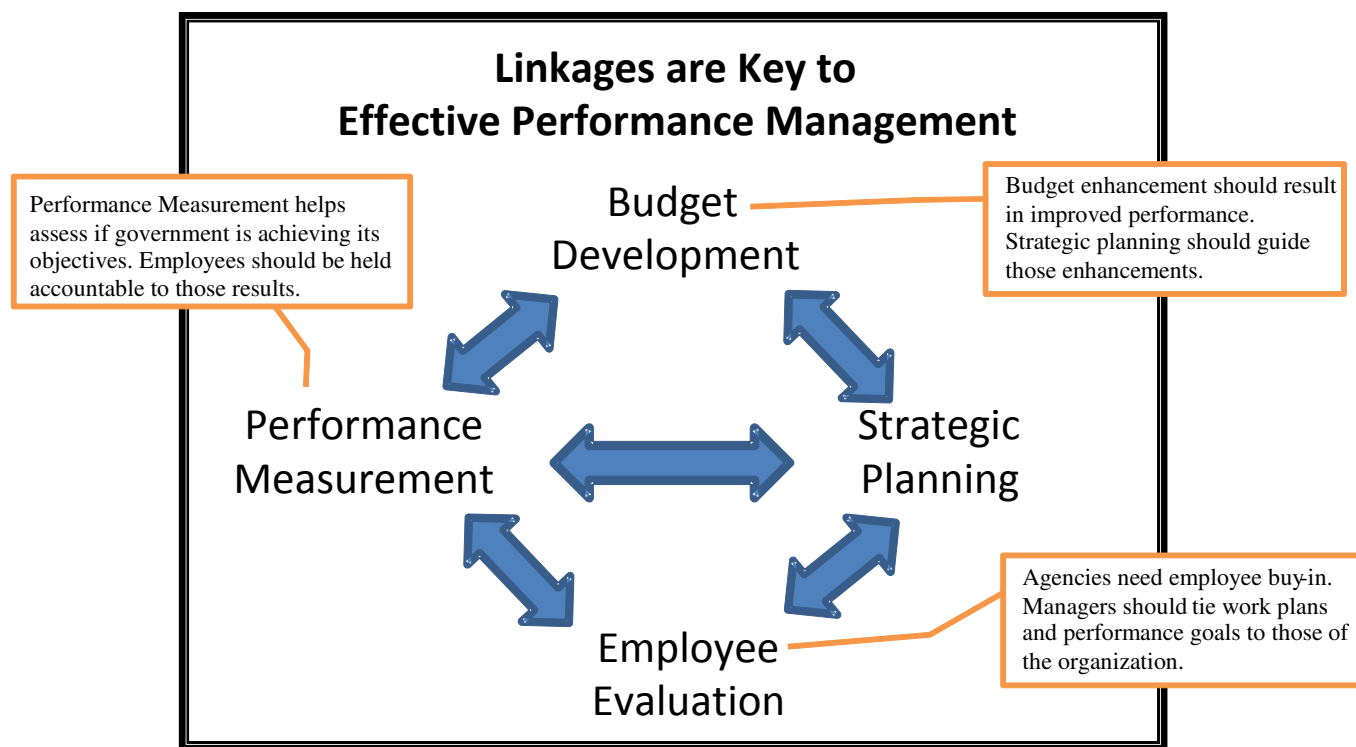 Linkages are Key to
Effective Performance Management
Performance Measurement helps
assess if government is achieving its
objectives. Employees should be held
accountable to those results.
Budget
Development
Budget enhancement should result
in improved performance.
Strategic planning should guide
those enhancements.
Performance
Measurement
Strategic
Planning
Employee
Evaluation
Agencies need employee buy-in.
Managers should tie work plans
and performance goals to those of
the organization.